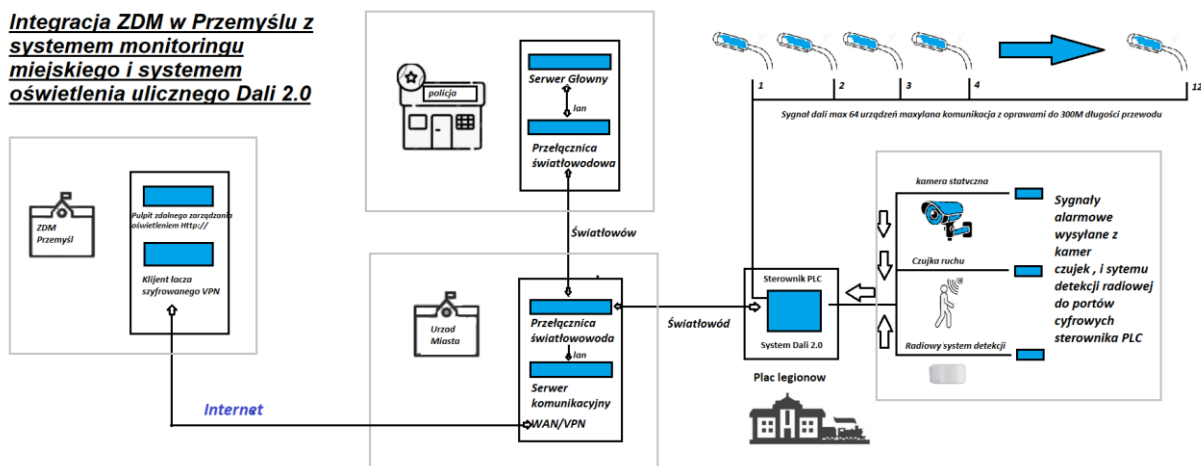 Integracja ZDM w Przemyślu z
systemem monitoringu
miejskiego i systemem
oświetlenia ulicznego Dali 2.0
ZDM
Przemyśl
Pulpit zdalnego zarządzania
oświetleniem Http://
Klijent lacza
szyfrowanego VPN
Internet
policja
Serwer Głowny
lan
Przełącznica
światłowodowa
Światłowów
Urzad
Miasta
Przełącznica
światłowowoda
lan
Serwer
komunikacyjny
WAN/VPN
Światłowód
Sterownik PLC
System Dali 2.0
Plac legionow
1
2
3
4
12
Sygnoł dali max 64 urządzeń maxylana komunikacja z oprawami do 300M długości przewodu
kamera statvczna
Czujka ruchu
Radiowy system detekcji
Sygnały
alarmowe
wysyłane z
kamer
czujek , i sytemu
detekcji radiowej
do portów
cyfrowych
sterownika PLC